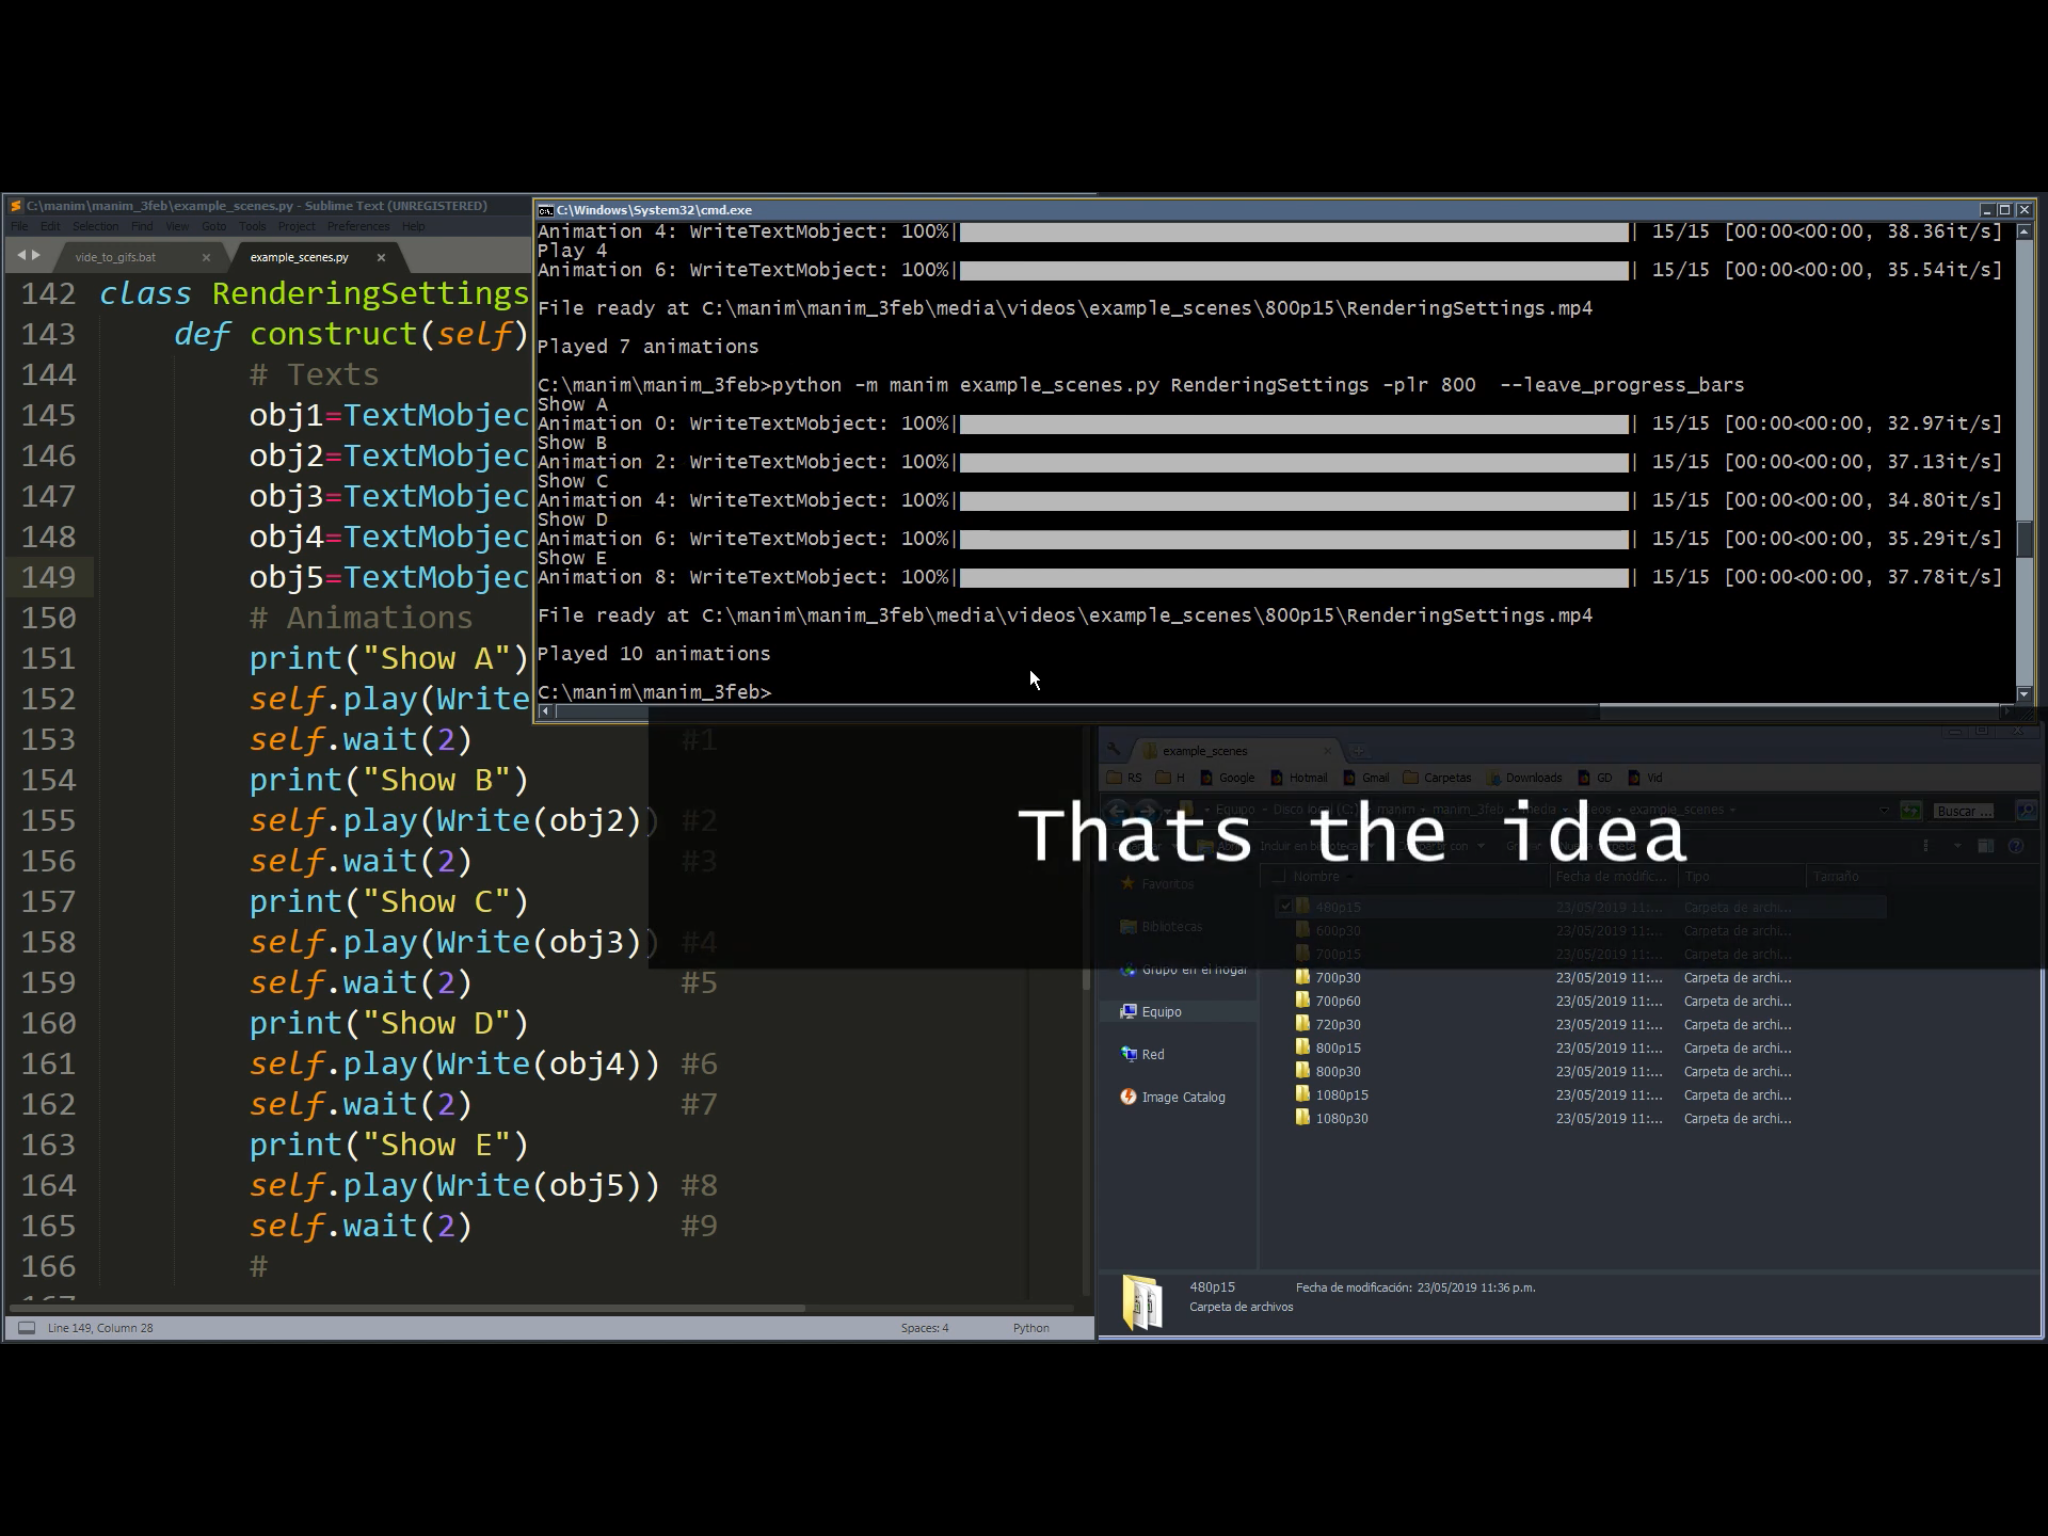 C:\manim\manim_3feb\example_scenes.py - Sublime Text (UNREGISTERED)
File Edit Selection Find View Goto Tools Project Preferences Help
vide_to_gifs.bat
example_scenes.py
142 class RenderingSettings
143 def construct(self)
144 # Texts
145 obj1=TextMobjec
146 obj2=TextMobjec
147 obj3=TextMobjec
148 obj4=TextMobjec
149 obj5=TextMobjec
150 # Animations
151 print("Show A")
152 self.play(Write
153 self.wait(2) #1
154 print("Show B")
155 self.play(Write(obj2)) #2
156 self.wait(2) #3
157 print("Show C")
158 self.play(Write(obj3)) #4
159 self.wait(2) #5
160 print("Show D")
161 self.play(Write(obj4)) #6
162 self.wait(2) #7
163 print("Show E")
164 self.play(Write(obj5)) #8
165 self.wait(2) #9
166 #
Line 149, Column 28
Spaces: 4
Python
C:\Windows\System32\cmd.exe
Animation 4: WriteTextMobject: 100%| | 15/15 [00:00<00:00, 38.36it/s]
Play 4
Animation 6: WriteTextMobject: 100%| | 15/15 [00:00<00:00, 35.54it/s]
File ready at C:\manim\manim_3feb\media\videos\example_scenes\800p15\RenderingSettings.mp4
Played 7 animations
C:\manim\manim_3feb>python -m manim example_scenes.py RenderingSettings -plr 800  --leave_progress_bars
Show A
Animation 0: WriteTextMobject: 100%| | 15/15 [00:00<00:00, 32.97it/s]
Show B
Animation 2: WriteTextMobject: 100%| | 15/15 [00:00<00:00, 37.13it/s]
Show C
Animation 4: WriteTextMobject: 100%| | 15/15 [00:00<00:00, 34.80it/s]
Show D
Animation 6: WriteTextMobject: 100%| | 15/15 [00:00<00:00, 35.29it/s]
Show E
Animation 8: WriteTextMobject: 100%| | 15/15 [00:00<00:00, 37.78it/s]
File ready at C:\manim\manim_3feb\media\videos\example_scenes\800p15\RenderingSettings.mp4
Played 10 animations
C:\manim\manim_3feb>
example_scenes
RS H Google Hotmail Gmail Carpetas Downloads GD Vid
Equipo Disco local (C:) manim manim_3feb example_scenes
Buscar ...
Thats the idea
Nombre Fecha de modific... Tipo Tamaño
Favoritos
Bibliotecas
Grupo en el hogar
Equipo
Red
Image Catalog
480p15 23/05/2019 11:... Carpeta de archi...
600p30 23/05/2019 11:... Carpeta de archi...
700p15 23/05/2019 11:... Carpeta de archi...
700p30 23/05/2019 11:... Carpeta de archi...
700p60 23/05/2019 11:... Carpeta de archi...
720p30 23/05/2019 11:... Carpeta de archi...
800p15 23/05/2019 11:... Carpeta de archi...
800p30 23/05/2019 11:... Carpeta de archi...
1080p15 23/05/2019 11:... Carpeta de archi...
1080p30 23/05/2019 11:... Carpeta de archi...
480p15 Fecha de modificación: 23/05/2019 11:36 p.m.
Carpeta de archivos